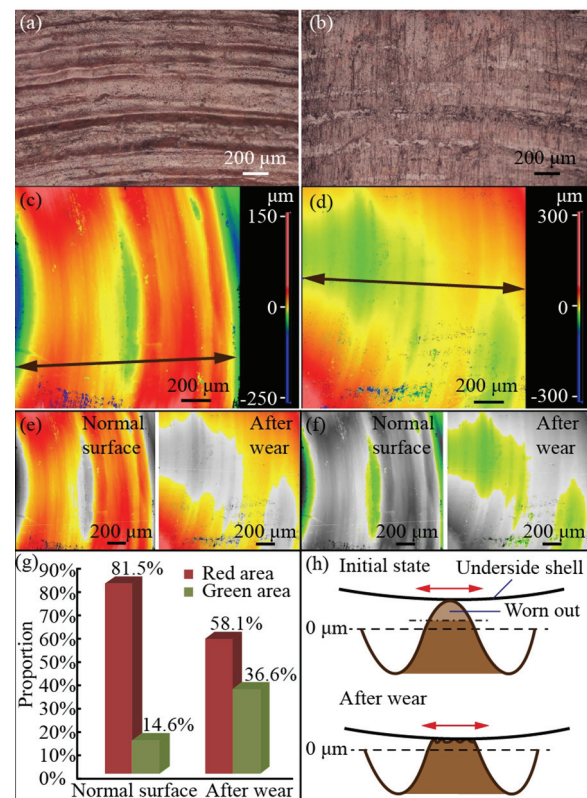 (a)
200 μm
(b)
200 μm
(c)
μm
150
0
-250
200 μm
(d)
μm
300
0
-300
200 μm
(e)
Normal
surface
200 μm
After
wear
200 μm
(f)
Normal
surface
200 μm
After
wear
200 μm
(g)
90%
80%
70%
60%
50%
40%
30%
20%
10%
0%
Proportion
81.5%
14.6%
58.1%
36.6%
Red area
Green area
Normal surface
After wear
(h)
Initial state
Underside shell
Worn out
0 μm
After wear
0 μm